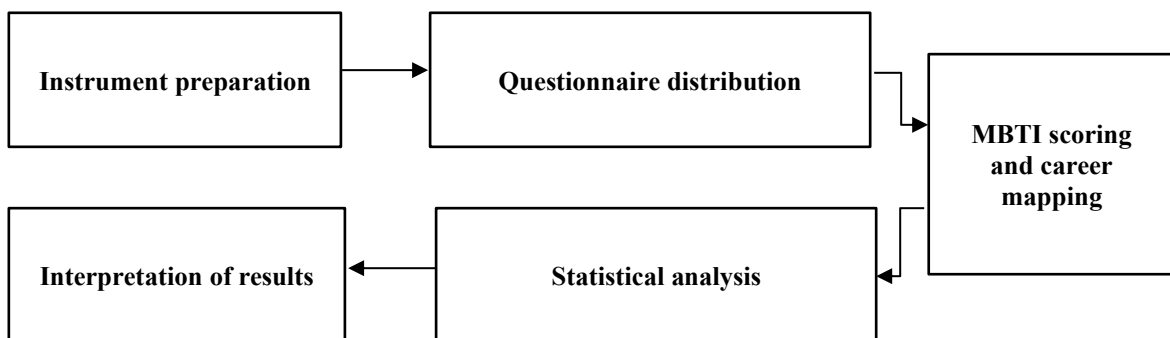 Instrument preparation
Questionnaire distribution
MBTI scoring
and career
mapping
Statistical analysis
Interpretation of results